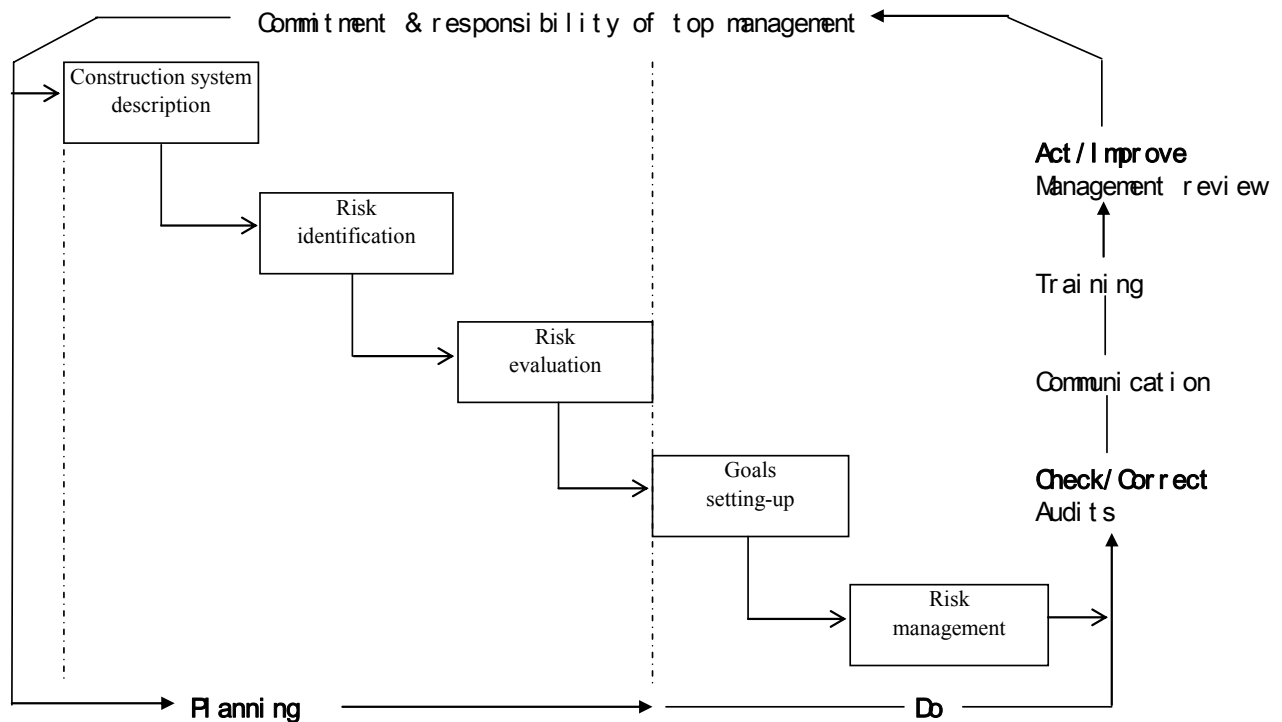 Commitment & responsibility of top management
Construction system
description
Risk
identification
Risk
evaluation
Goals
setting-up
Risk
management
Act/Improve
Management review
Training
Communication
Check/Correct
Audits
Planning
Do